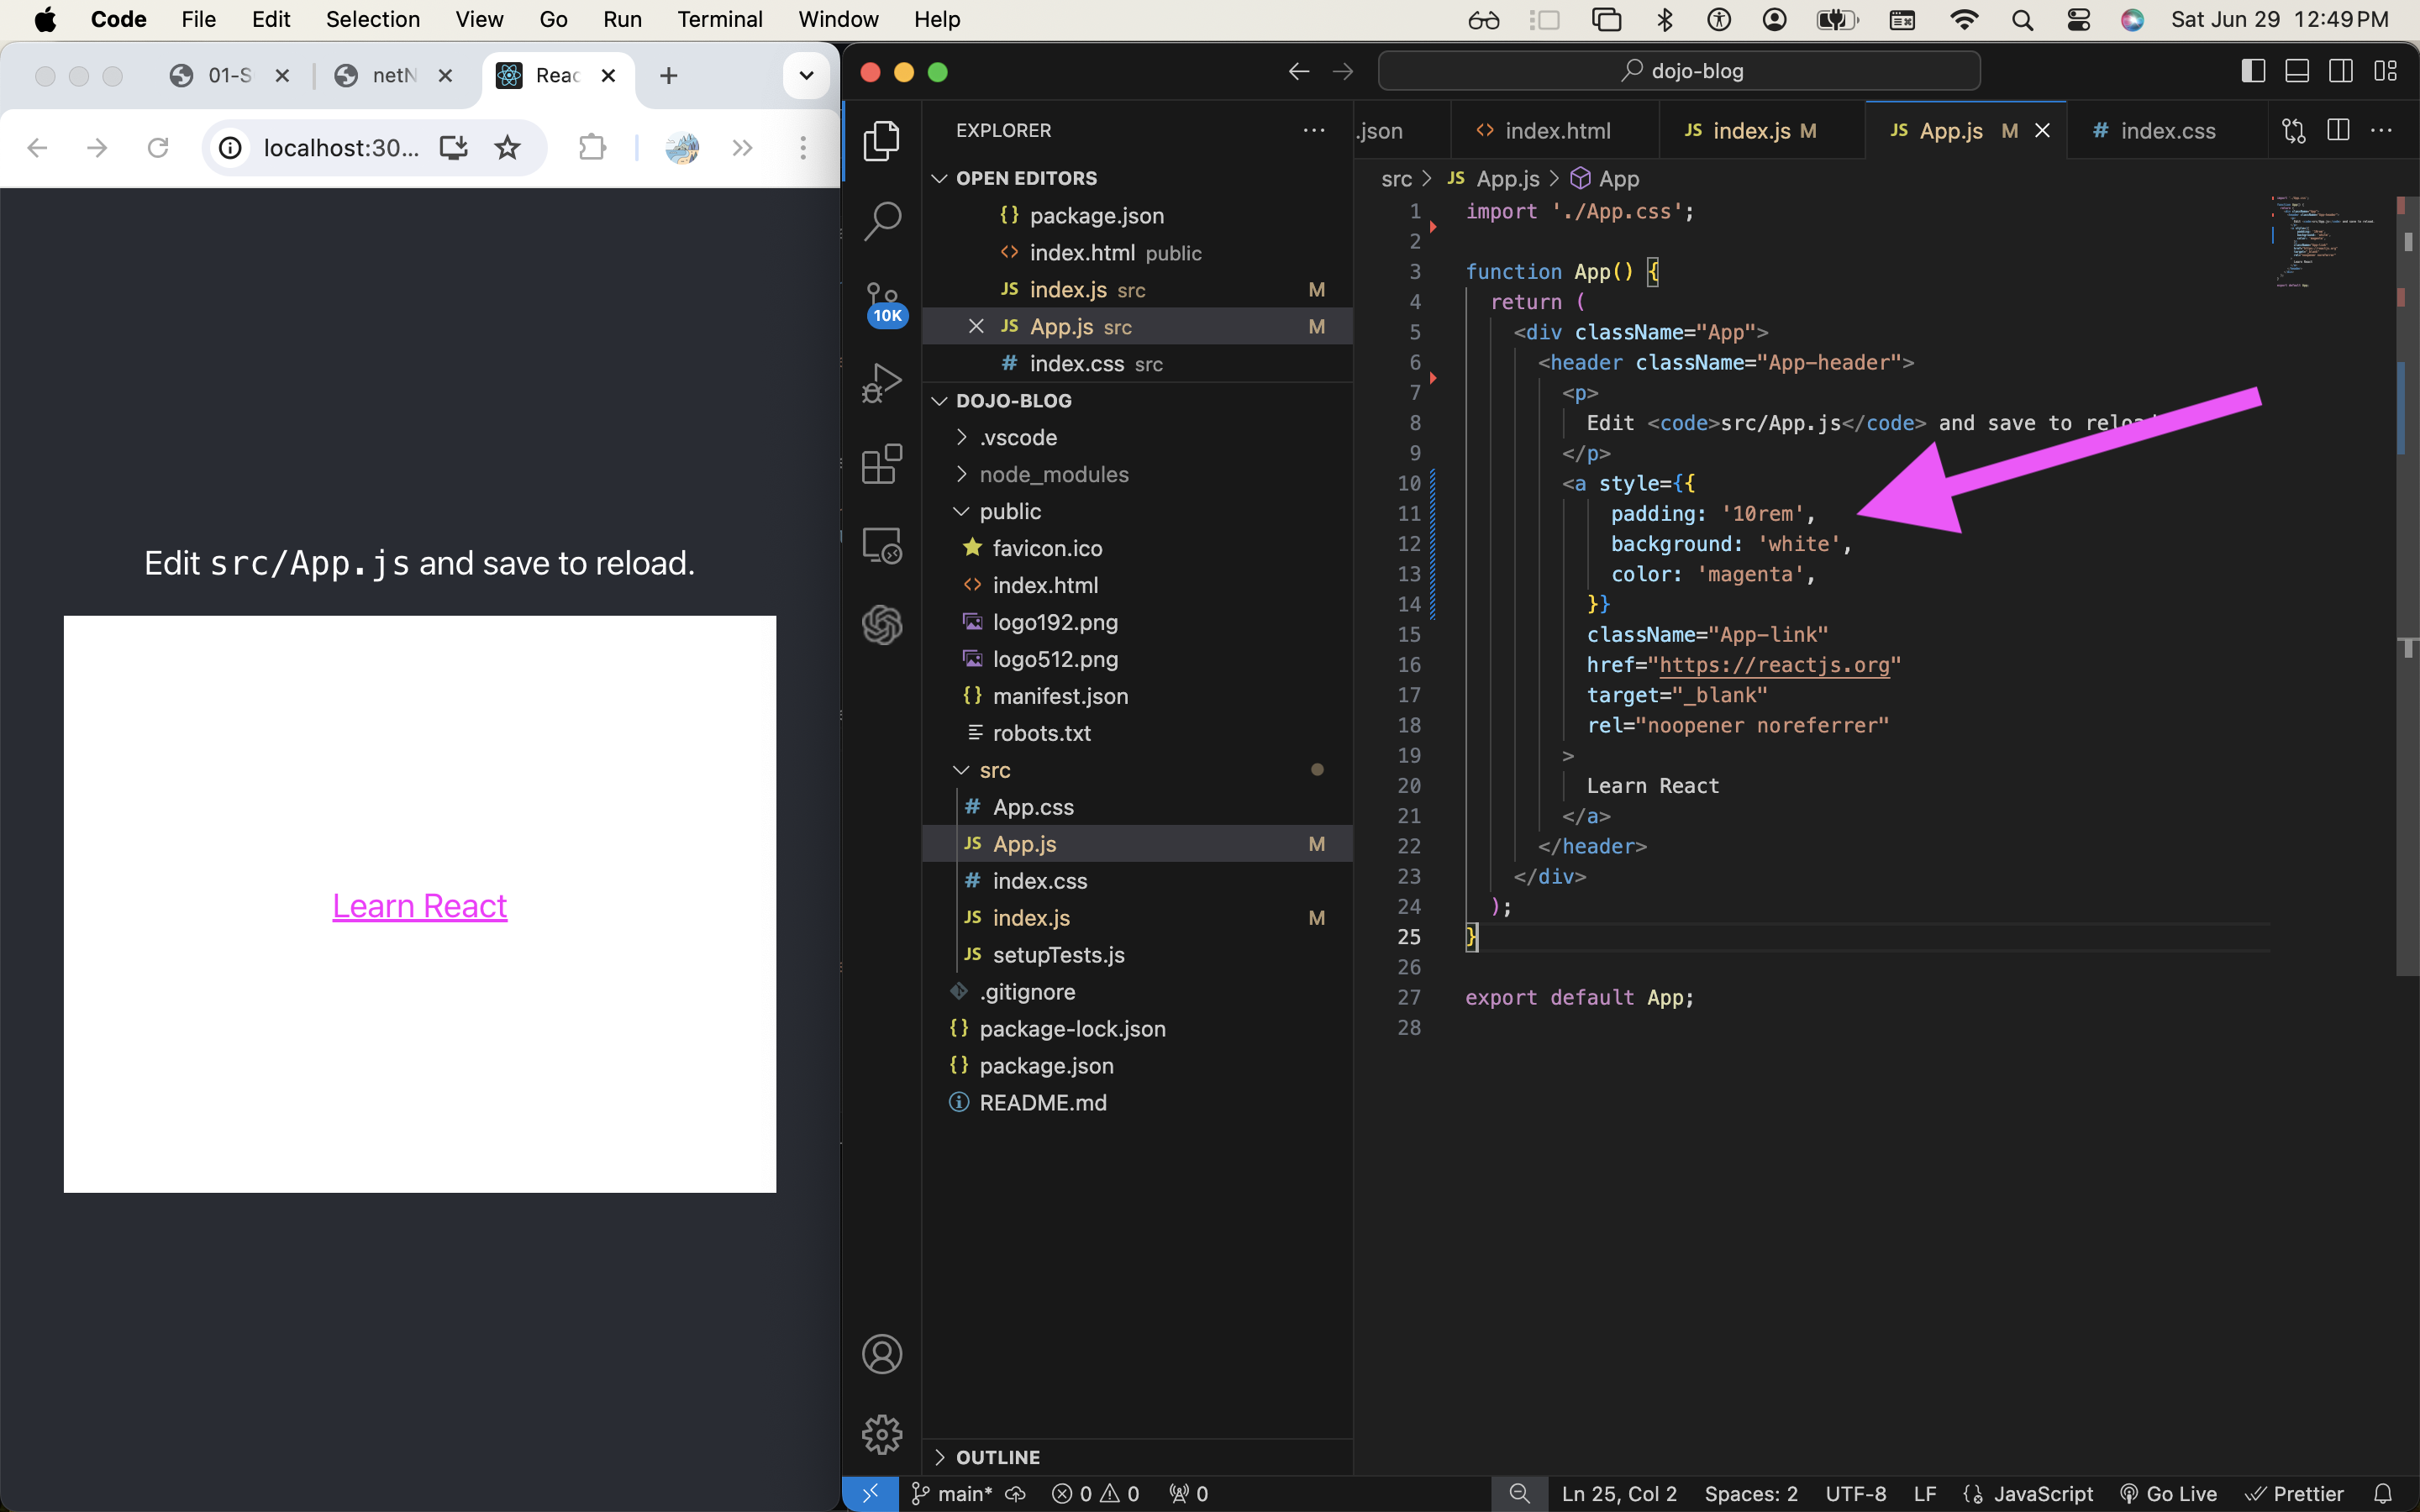 Code File Edit Selection View Go Run Terminal Window Help Sat Jun 29 12:49 PM
01-S netN Reac
localhost:30...
Edit src/App.js and save to reload.
Learn React
dojo-blog
EXPLORER
OPEN EDITORS
package.json
index.html public
index.js src M
App.js src M
index.css src
DOJO-BLOG
.vscode
node_modules
public
favicon.ico
index.html
logo192.png
logo512.png
manifest.json
robots.txt
src
App.css
App.js M
index.css
index.js M
setupTests.js
.gitignore
package-lock.json
package.json
README.md
OUTLINE
10K
.json index.html JS index.js M JS App.js M # index.css
src > JS App.js > App
1 import './App.css';
2
3 function App() {
4 return (
5 <div className="App">
6 <header className="App-header">
7 <p>
8 Edit <code>src/App.js</code> and save to reload
9 </p>
10 <a style={{
11 padding: '10rem',
12 background: 'white',
13 color: 'magenta',
14 }}
15 className="App-link"
16 href="https://reactjs.org"
17 target="_blank"
18 rel="noopener noreferrer"
19 >
20 Learn React
21 </a>
22 </header>
23 </div>
24 );
25 }
26
27 export default App;
28
main* 0 0 0 Ln 25, Col 2 Spaces: 2 UTF-8 LF JavaScript Go Live Prettier